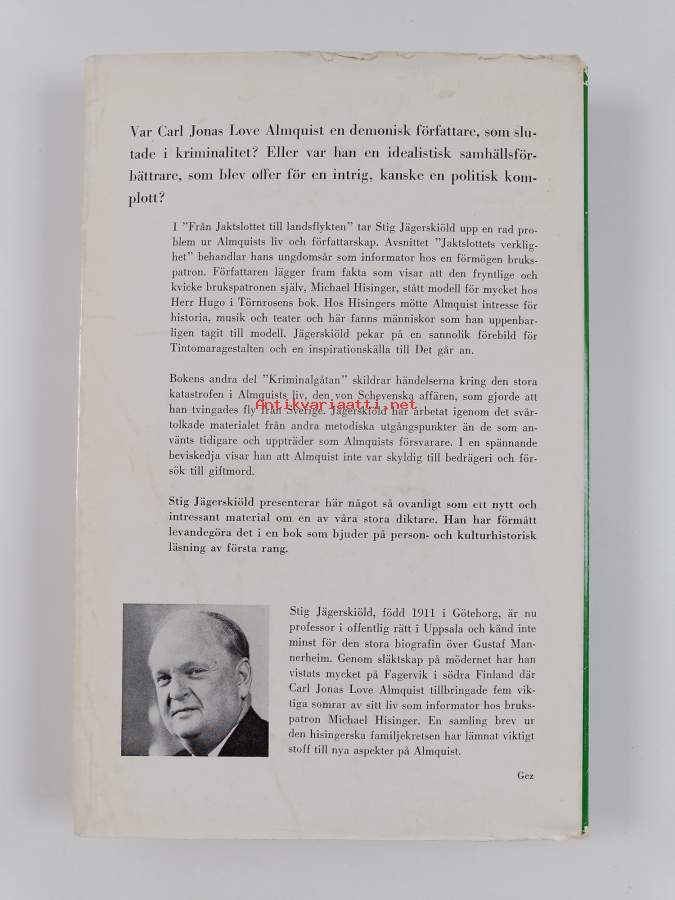 Var Carl Jonas Love Almquist en demonisk författare, som slu-
tade i kriminalitet? Eller var han en idealistisk samhällsför-
bättrare, som blev offer för en intrig, kanske en politisk kom-
plott?
I ”Från Jaktslottet till landsflykten” tar Stig Jägerskiöld upp en rad pro-
blem ur Almquists liv och författarskap. Avsnittet ”Jaktslottets verklig-
het” behandlar hans ungdomsår som informator hos en förmögen bruks-
patron. Författaren lägger fram fakta som visar att den fryntlige och
kvicke brukspatronen själv, Michael Hisinger, stått modell för mycket hos
Herr Hugo i Törnrosens bok. Hos Hisingers mötte Almquist intresse för
historia, musik och teater och här fanns människor som han uppenbar-
ligen tagit till modell. Jägerskiöld pekar på en sannolik förebild för
Tintomaragestalten och en inspirationskälla till Det går an.
Bokens andra del ”Kriminalgåtan” skildrar händelserna kring den stora
katastrofen i Almquists liv, den von Schevenska affären, som gjorde att
Antikvariaatti.net
han tvingades fly från Sverige. Jägerskiöld har arbetat igenom det svår-
tolkade materialet från andra metodiska utgångspunkter än de som an-
vänts tidigare och uppträder som Almquists försvarare. I en spännande
beviskedja visar han att Almquist inte var skyldig till bedrägeri och för-
sök till giftmord.
Stig Jägerskiöld presenterar här något så ovanligt som ett nytt och
intressant material om en av våra stora diktare. Han har förmått
levandegöra det i en bok som bjuder på person- och kulturhistorisk
läsning av första rang.
Stig Jägerskiöld, född 1911 i Göteborg, är nu
professor i offentlig rätt i Uppsala och känd inte
minst för den stora biografin över Gustaf Man-
nerheim. Genom släktskap på mödernet har han
vistats mycket på Fagervik i södra Finland där
Carl Jonas Love Almquist tillbringade fem vik-
tiga somrar av sitt liv som informator hos bruks-
patron Michael Hisinger. En samling brev ur
den hisingerska familjekretsen har lämnat viktigt
stoff till nya aspekter på Almquist.
Gcz